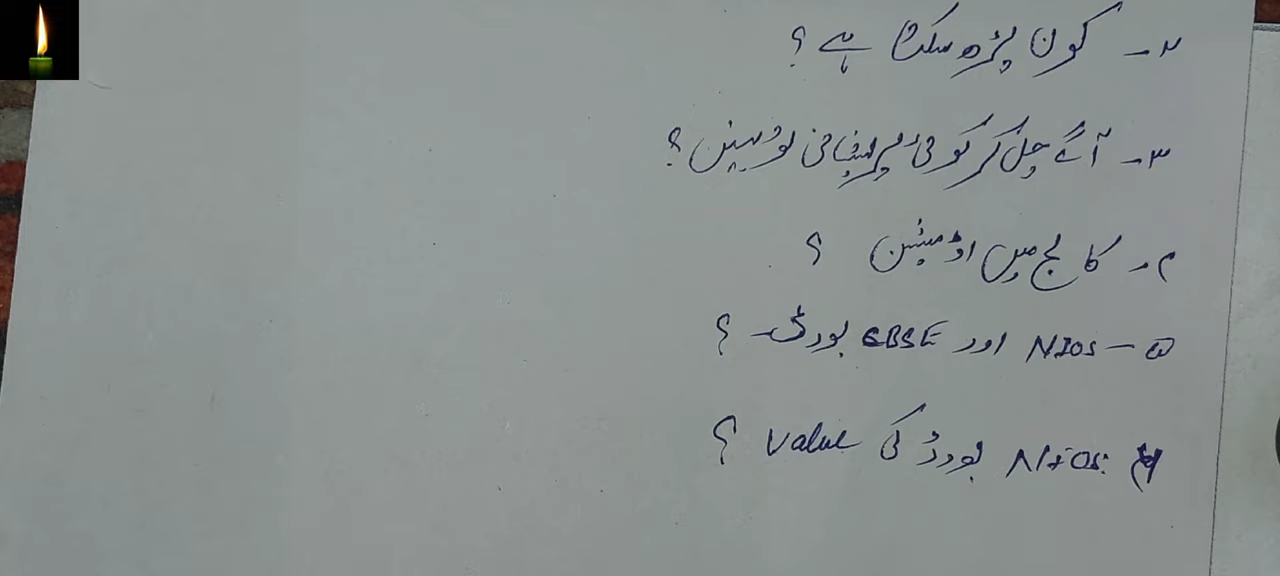 ۲- کون پڑھ سکتا ہے ؟
۳- آگے چل کر کوئی پریشانی تو نہیں ؟
۴- کالج میں اڈمیشن ؟
۵- NIOS اور CBSE بورڈ ؟
NIOS بورڈ کی value ؟